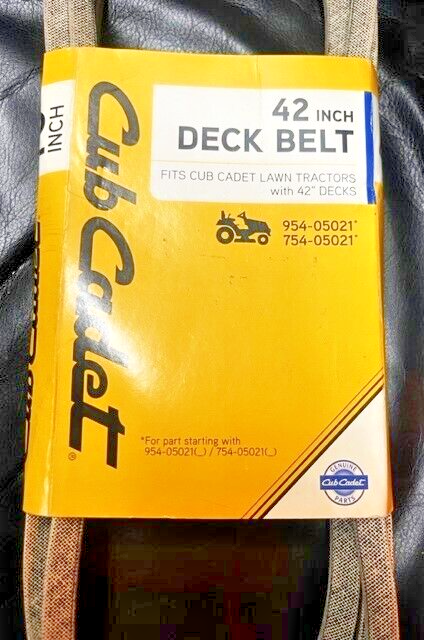 INCH
Cub Cadet
®
42 INCH
DECK BELT
FITS CUB CADET LAWN TRACTORS
with 42" DECKS
954-05021*
754-05021*
*For part starting with
954-05021(_) / 754-05021(_)
GENUINE
Cub Cadet
PARTS